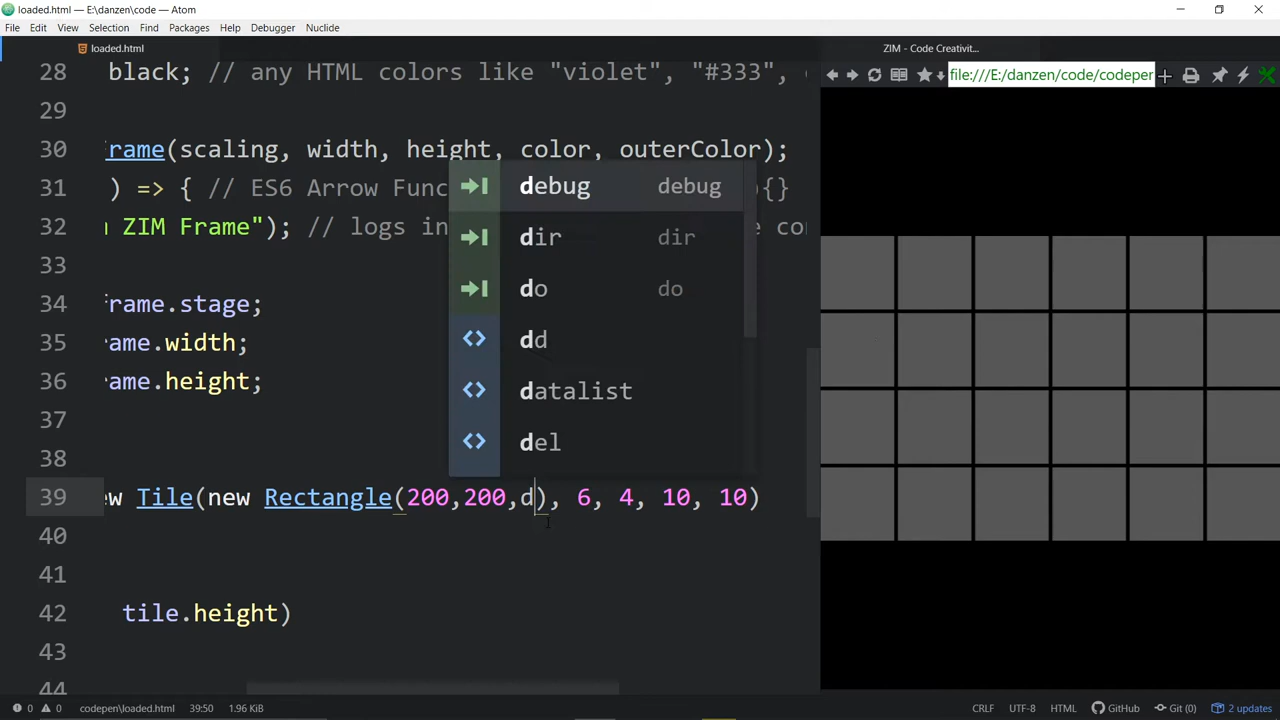 loaded.html — E:\danzen\code — Atom
File Edit View Selection Find Packages Help Debugger Nuclide
loaded.html
ZIM - Code Creativit...
file:///E:/danzen/code/codeper
28 black; // any HTML colors like "violet", "#333",
29
30 frame(scaling, width, height, color, outerColor);
31 ) => { // ES6 Arrow Func ){}
32 ZIM Frame"); // logs in co
33
34 rame.stage;
35 ame.width;
36 ame.height;
37
38
39 ew Tile(new Rectangle(200,200,d), 6, 4, 10, 10)
40
41
42 tile.height)
43
44
debug debug
dir dir
do do
dd
datalist
del
0 0 codepen\loaded.html 39:50 1.96 KiB CRLF UTF-8 HTML GitHub Git (0) 2 updates